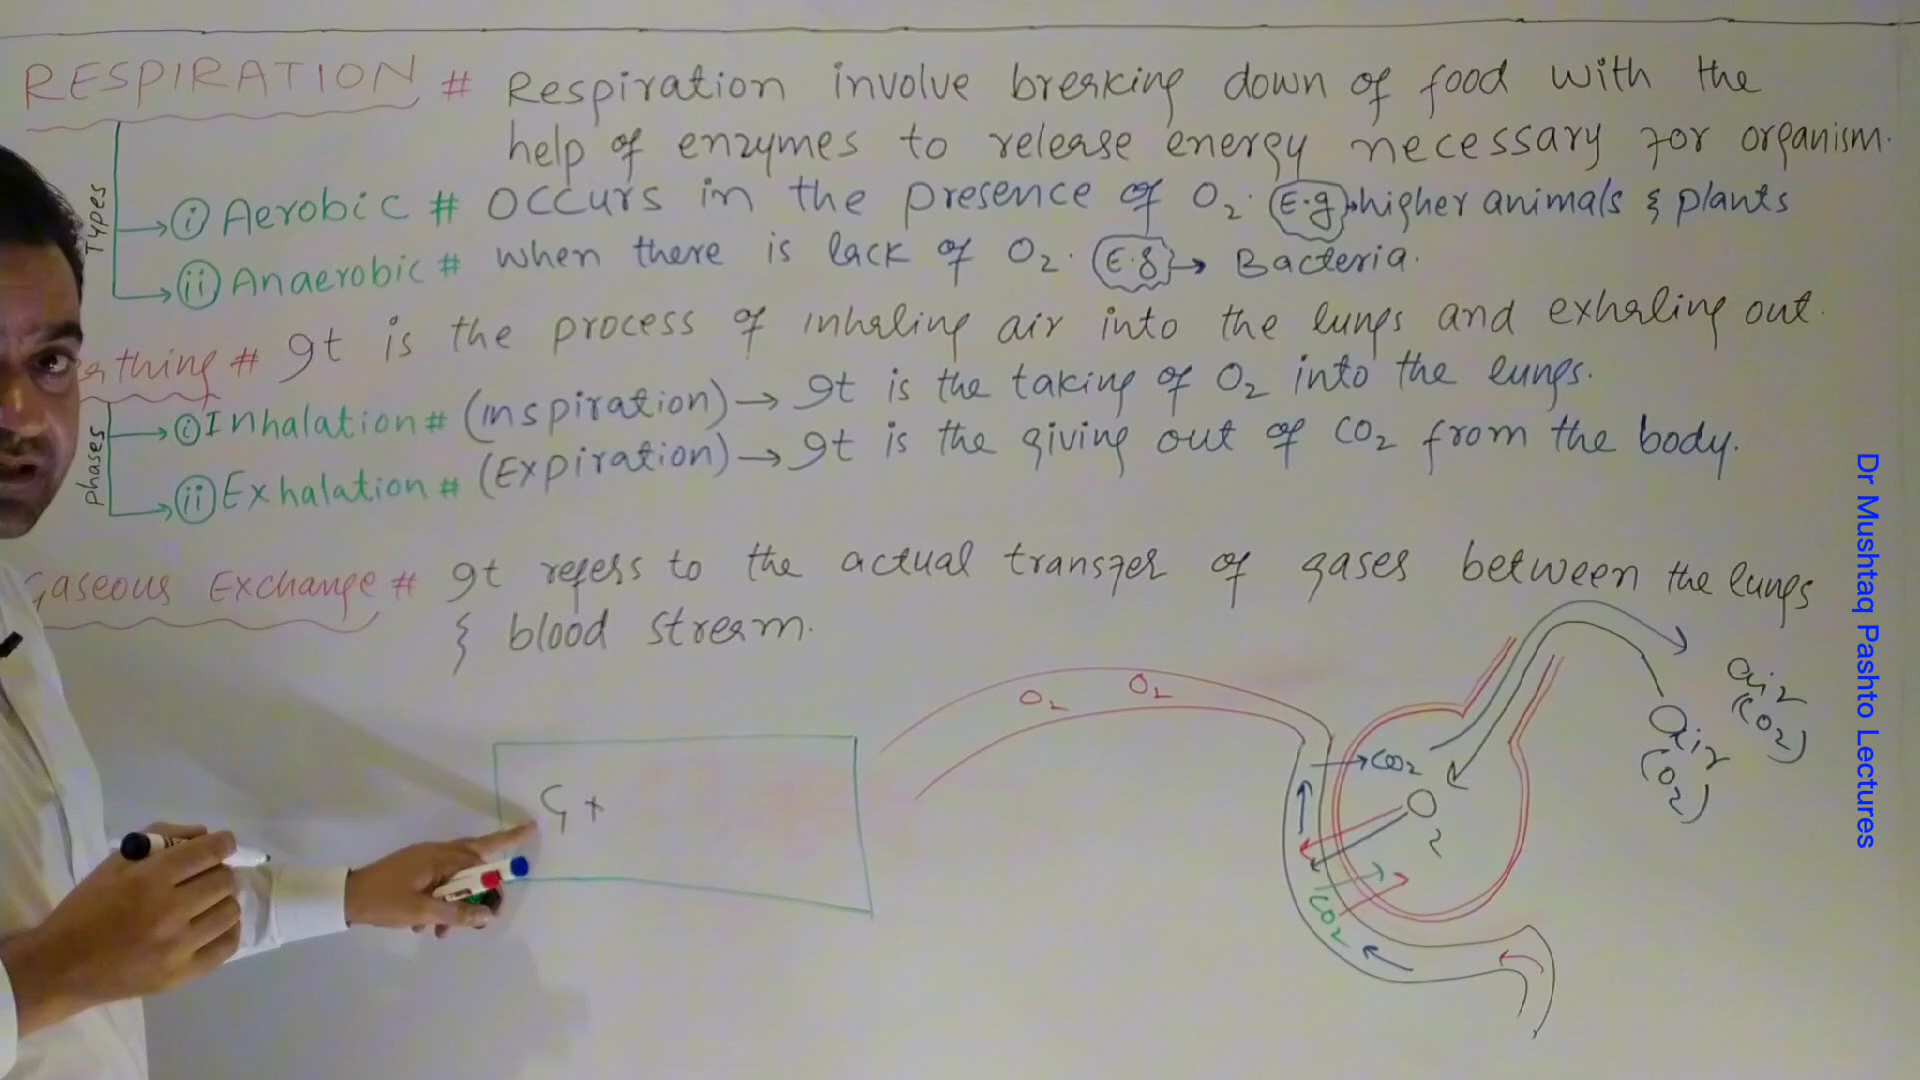 RESPIRATION # Respiration involve breaking down of food with the
help of enzymes to release energy necessary for organism.
Types
(i) Aerobic # Occurs in the presence of O2. E.g → higher animals & plants
(ii) Anaerobic # when there is lack of O2. E.g → Bacteria.
athing # It is the process of inhaling air into the lungs and exhaling out.
phases
(i) Inhalation # (Inspiration) → It is the taking of O2 into the lungs.
(ii) Exhalation # (Expiration) → It is the giving out of CO2 from the body.
Gaseous Exchange # It refers to the actual transfer of gases between the lungs
& blood stream.
O2 O2
air
(CO2)
air
(O2)
CO2
O2
CO2
Dr Mushtaq Pashto Lectures